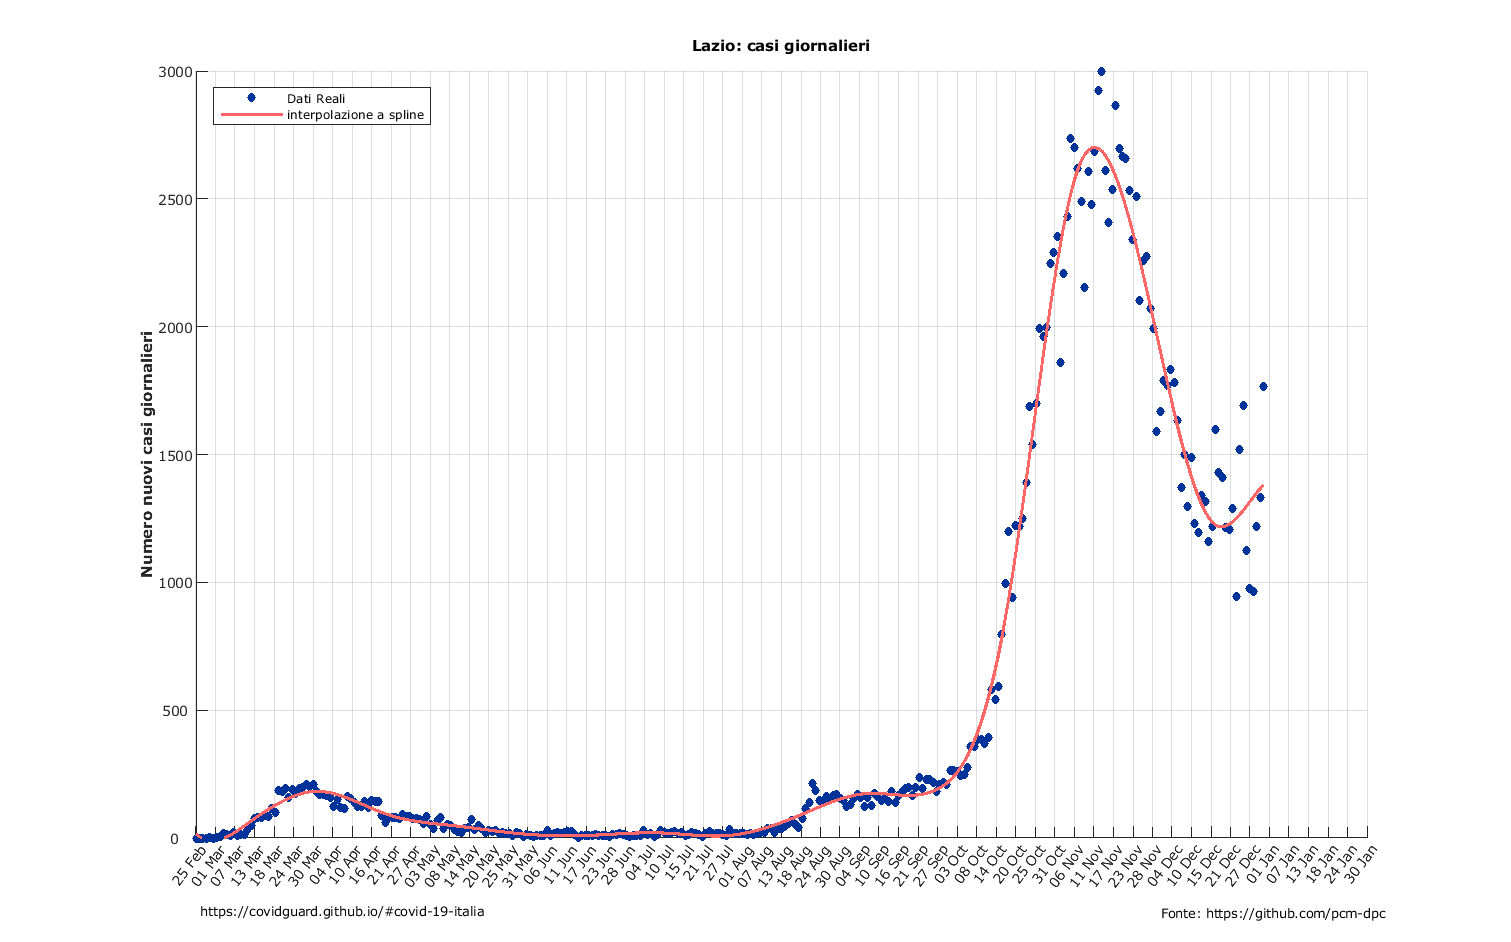 Lazio: casi giornalieri
3000
Dati Reali
interpolazione a spline
2500
2000
1500
1000
500
0
Numero nuovi casi giornalieri
25 Feb
01 Mar
07 Mar
13 Mar
18 Mar
24 Mar
30 Mar
04 Apr
10 Apr
16 Apr
21 Apr
27 Apr
03 May
08 May
14 May
20 May
25 May
31 May
06 Jun
11 Jun
17 Jun
23 Jun
28 Jun
04 Jul
10 Jul
15 Jul
21 Jul
27 Jul
01 Aug
07 Aug
13 Aug
18 Aug
24 Aug
30 Aug
04 Sep
10 Sep
16 Sep
21 Sep
27 Sep
03 Oct
08 Oct
14 Oct
20 Oct
25 Oct
31 Oct
06 Nov
11 Nov
17 Nov
23 Nov
28 Nov
04 Dec
10 Dec
15 Dec
21 Dec
27 Dec
01 Jan
07 Jan
13 Jan
18 Jan
24 Jan
30 Jan
https://covidguard.github.io/#covid-19-italia
Fonte: https://github.com/pcm-dpc